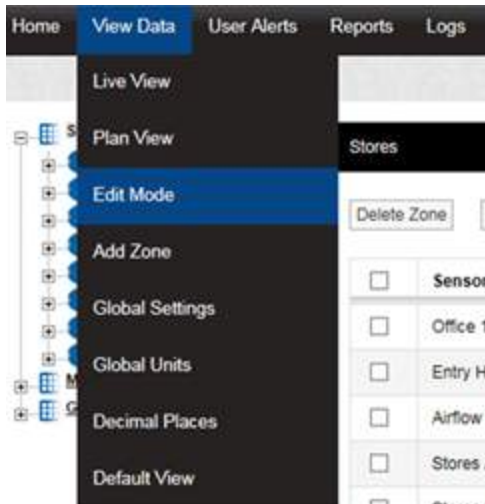 Home View Data User Alerts Reports Logs
Live View
Plan View
Stores
Edit Mode
Delete Zone
Add Zone
Global Settings
Office 1
Global Units
Entry H
Decimal Places
Airflow
Default View
Stores